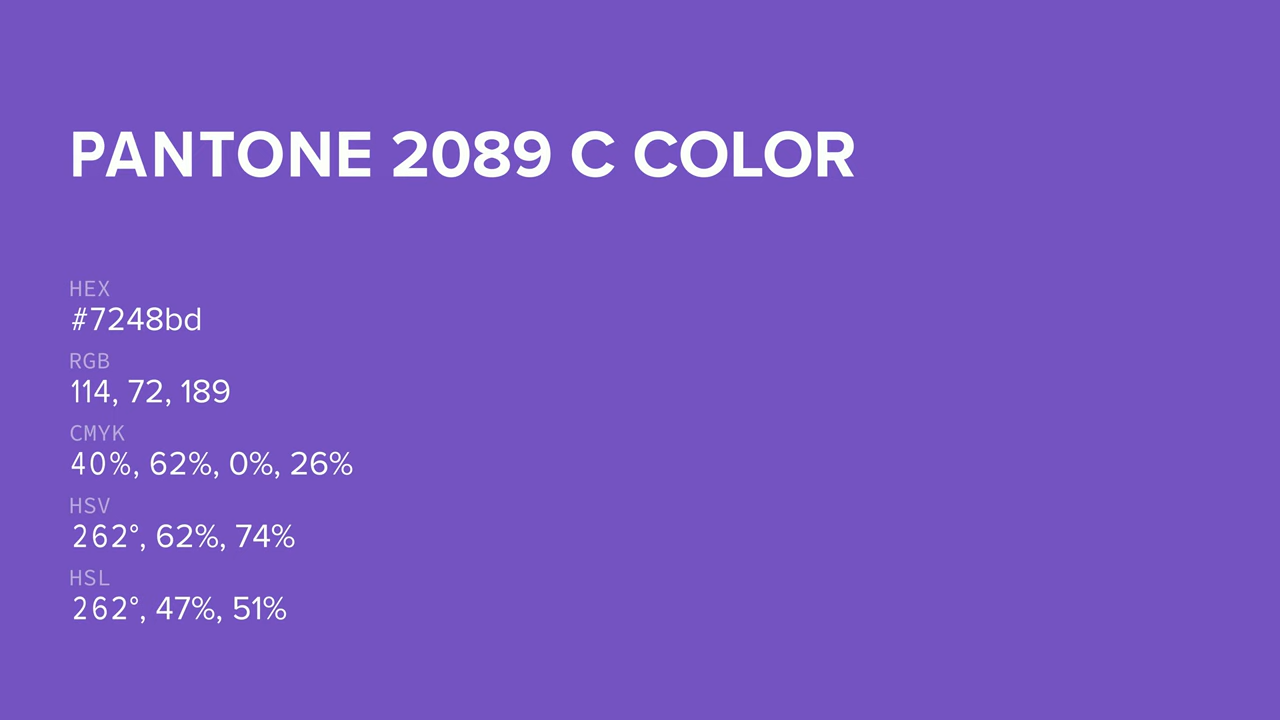 PANTONE 2089 C COLOR
HEX
#7248bd
RGB
114, 72, 189
CMYK
40%, 62%, 0%, 26%
HSV
262°, 62%, 74%
HSL
262°, 47%, 51%